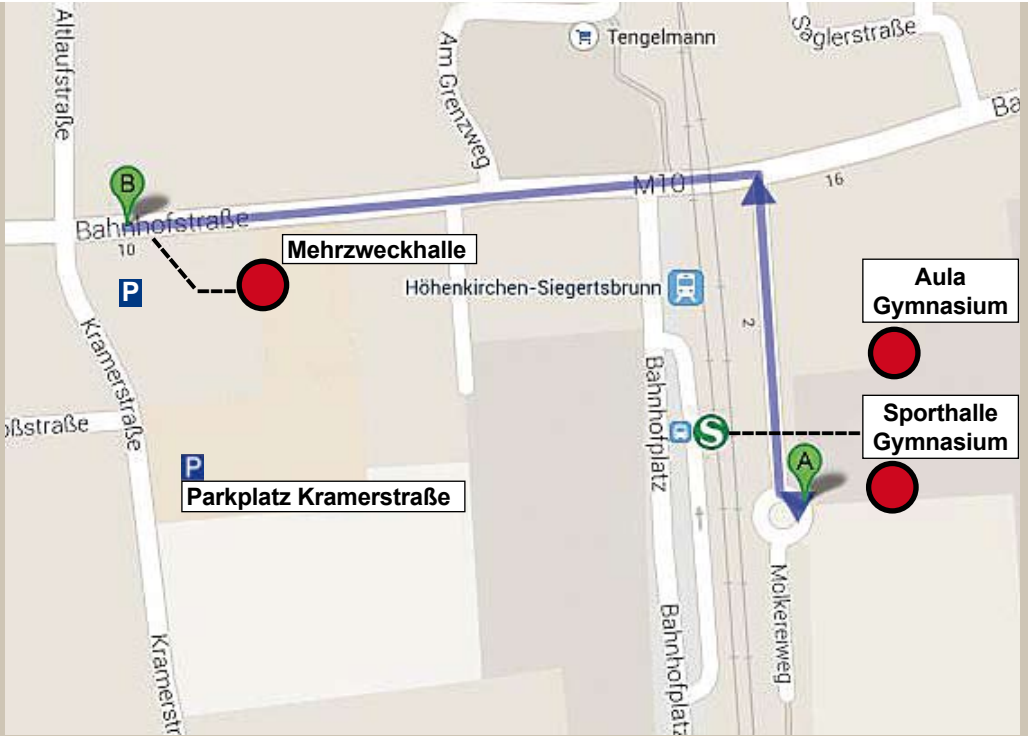 Altlaufstraße
Am Grenzweg
Tengelmann
Saglerstraße
Ba
B
M10
16
Bahnhofstraße
10
Mehrzweckhalle
P
Höhenkirchen-Siegertsbrunn
Aula
Gymnasium
2
Kramerstraße
Bahnhofplatz
oßstraße
S
Sporthalle
Gymnasium
A
P
Parkplatz Kramerstraße
Molkereiweg
Bahnhofplatz
Kramerstr